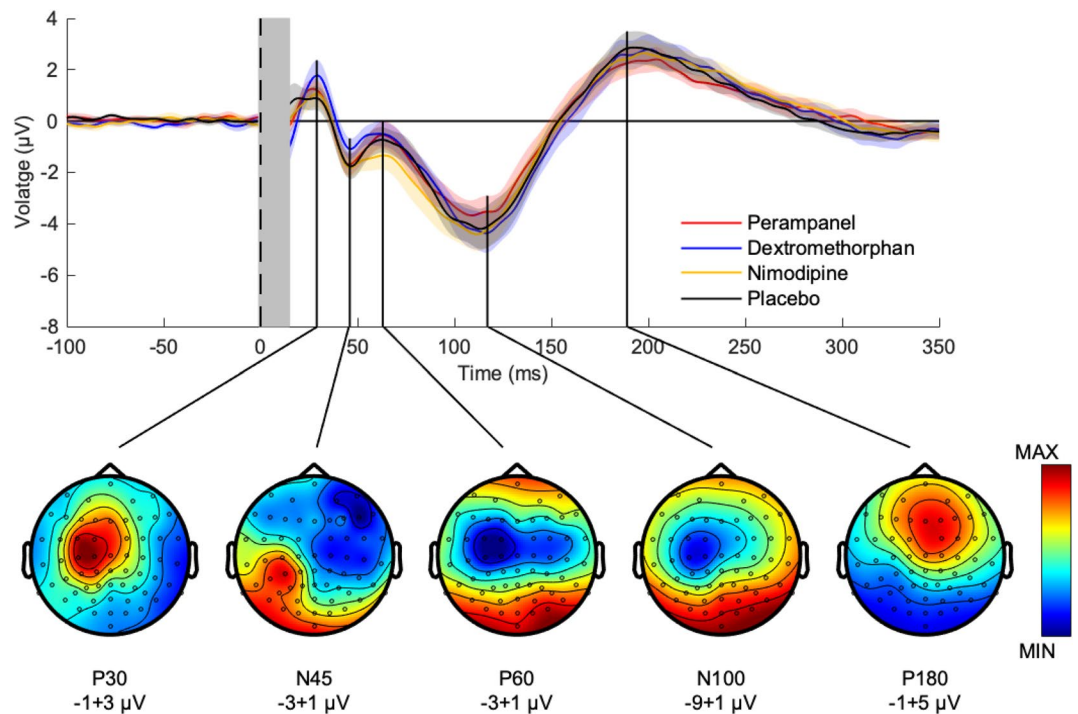 4
2
0
-2
-4
-6
-8
Volatge (µV)
-100
-50
0
50
100
150
200
250
300
350
Time (ms)
Perampanel
Dextromethorphan
Nimodipine
Placebo
MAX
MIN
P30
-1+3 µV
N45
-3+1 µV
P60
-3+1 µV
N100
-9+1 µV
P180
-1+5 µV